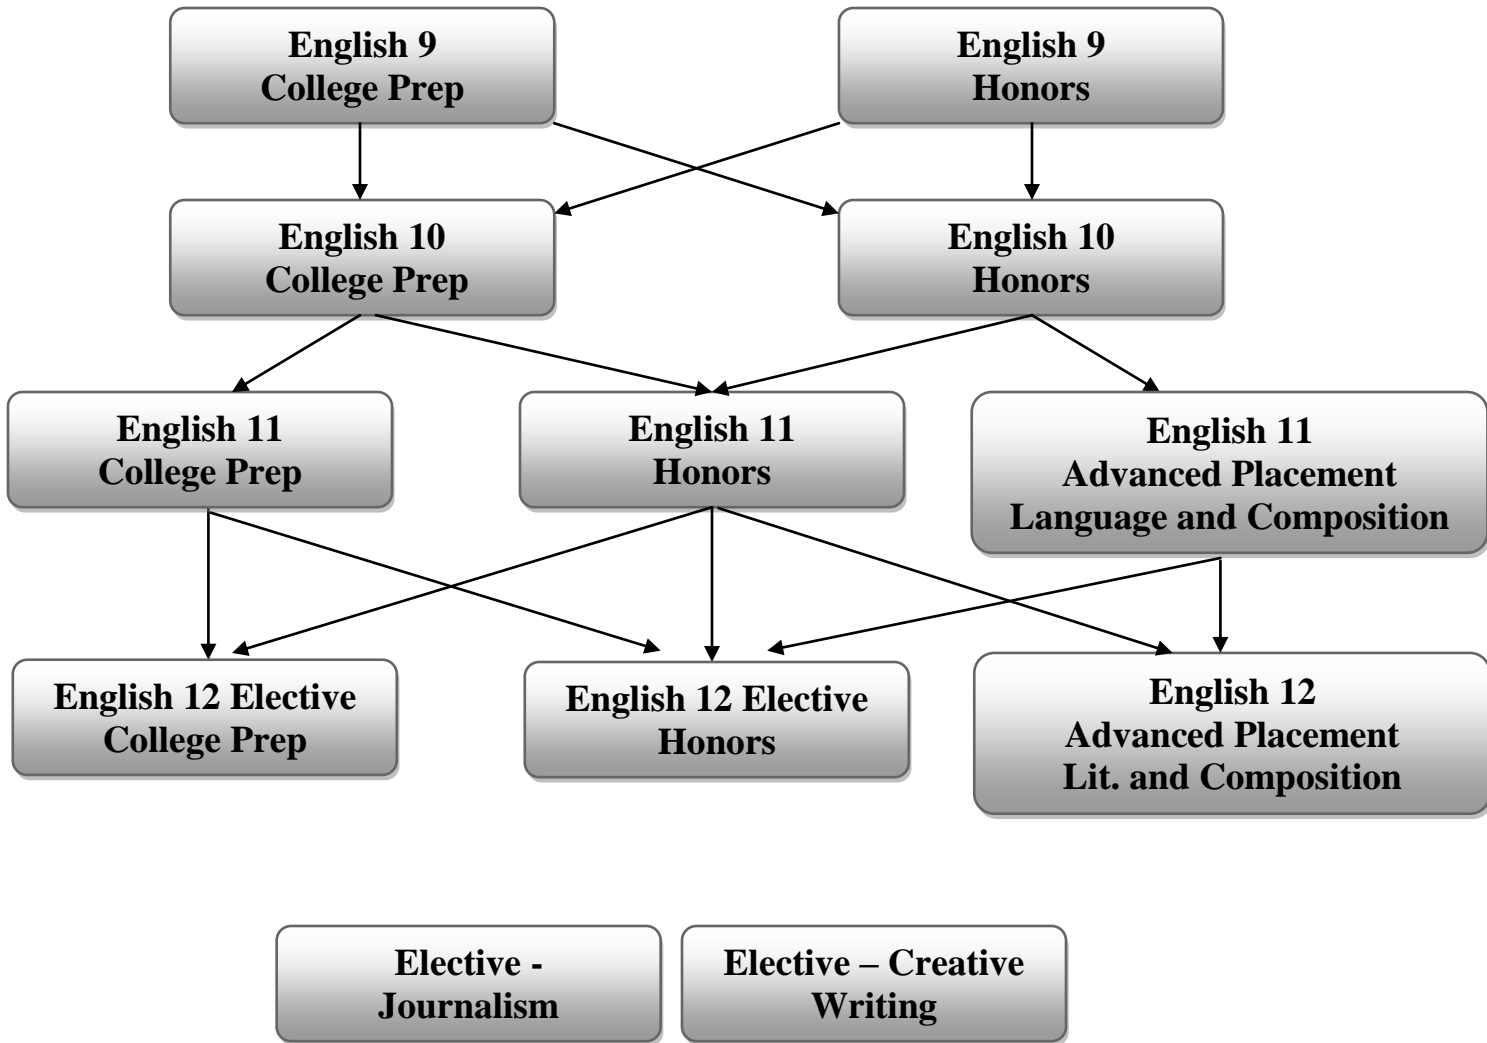 English 9
College Prep
English 9
Honors
English 10
College Prep
English 10
Honors
English 11
College Prep
English 11
Honors
English 11
Advanced Placement
Language and Composition
English 12 Elective
College Prep
English 12 Elective
Honors
English 12
Advanced Placement
Lit. and Composition
Elective -
Journalism
Elective – Creative
Writing